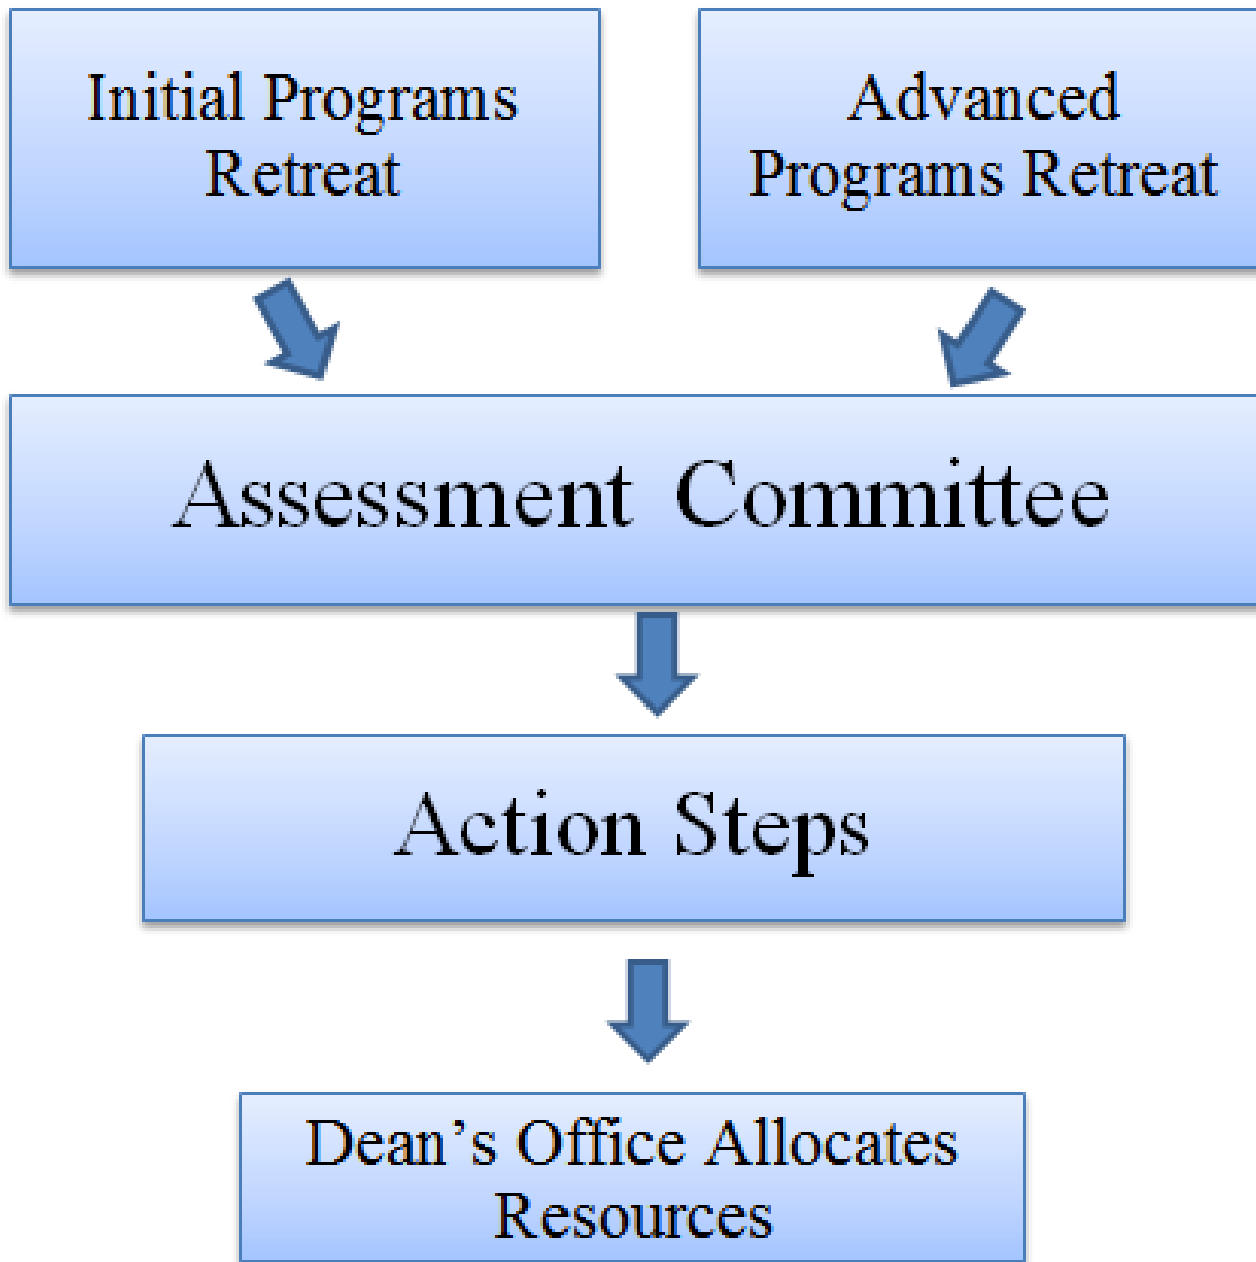 Initial Programs
Retreat
Advanced
Programs Retreat
Assessment Committee
Action Steps
Dean’s Office Allocates
Resources